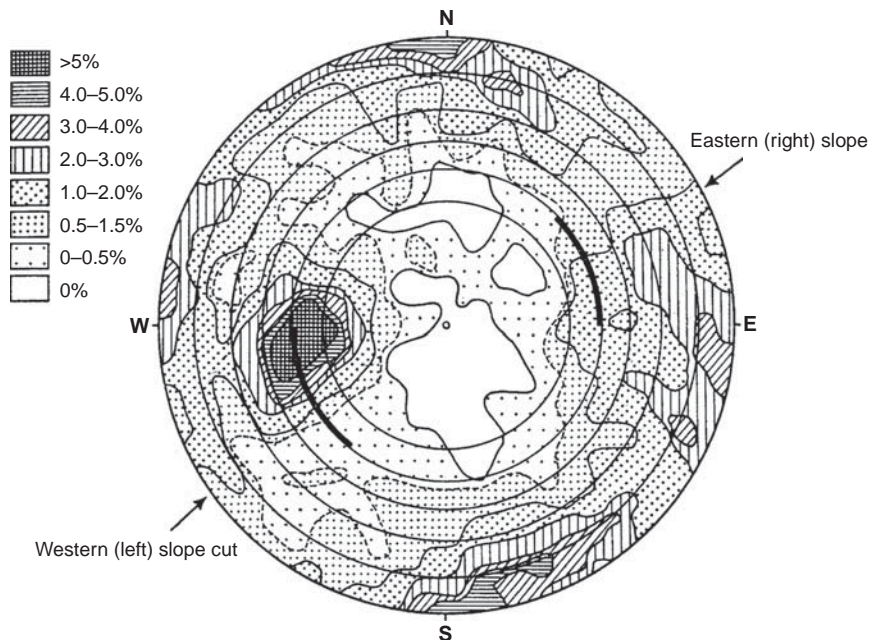 N
>5%
4.0–5.0%
3.0–4.0%
2.0–3.0%
1.0–2.0%
0.5–1.5%
0–0.5%
0%
Eastern (right) slope
W
E
Western (left) slope cut
S